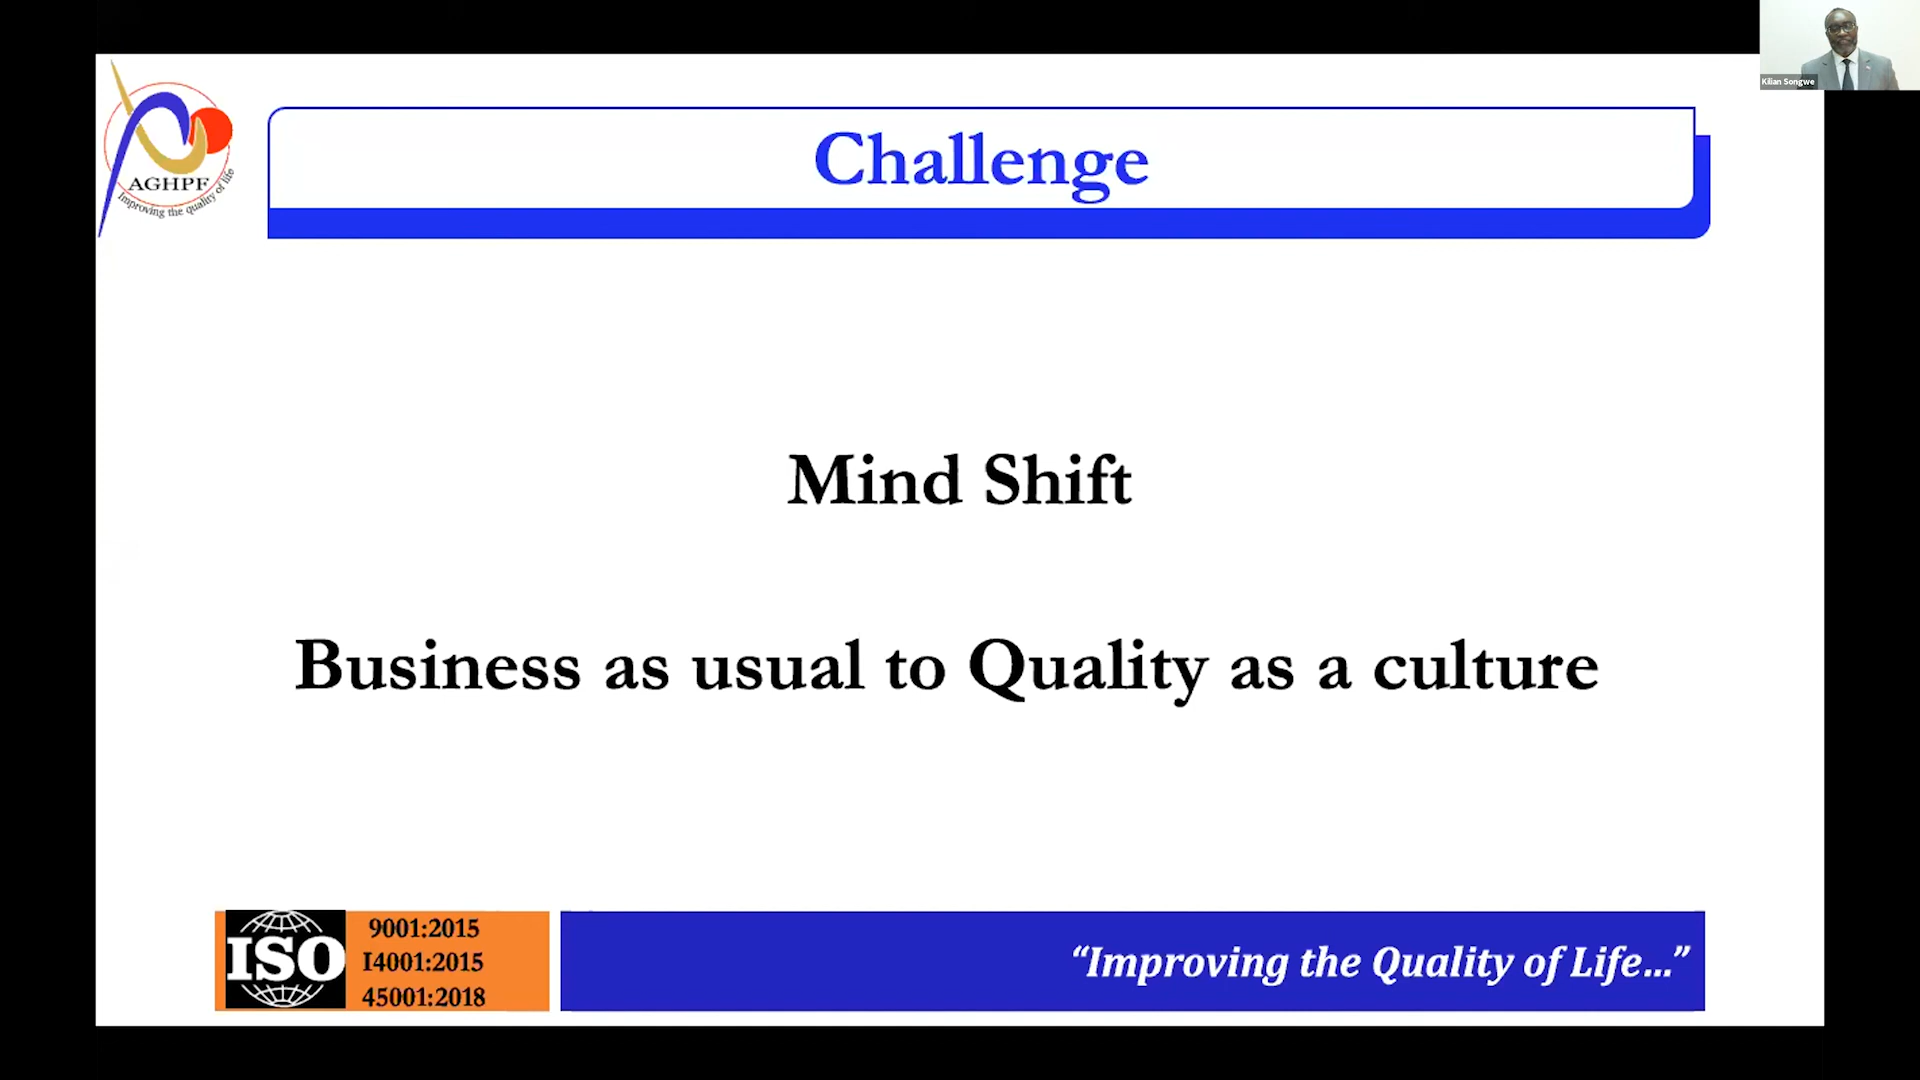 Kilian Songwe
Challenge
AGHPF
Improving the quality of life
Mind Shift
Business as usual to Quality as a culture
ISO
9001:2015
14001:2015
45001:2018
“Improving the Quality of Life...”